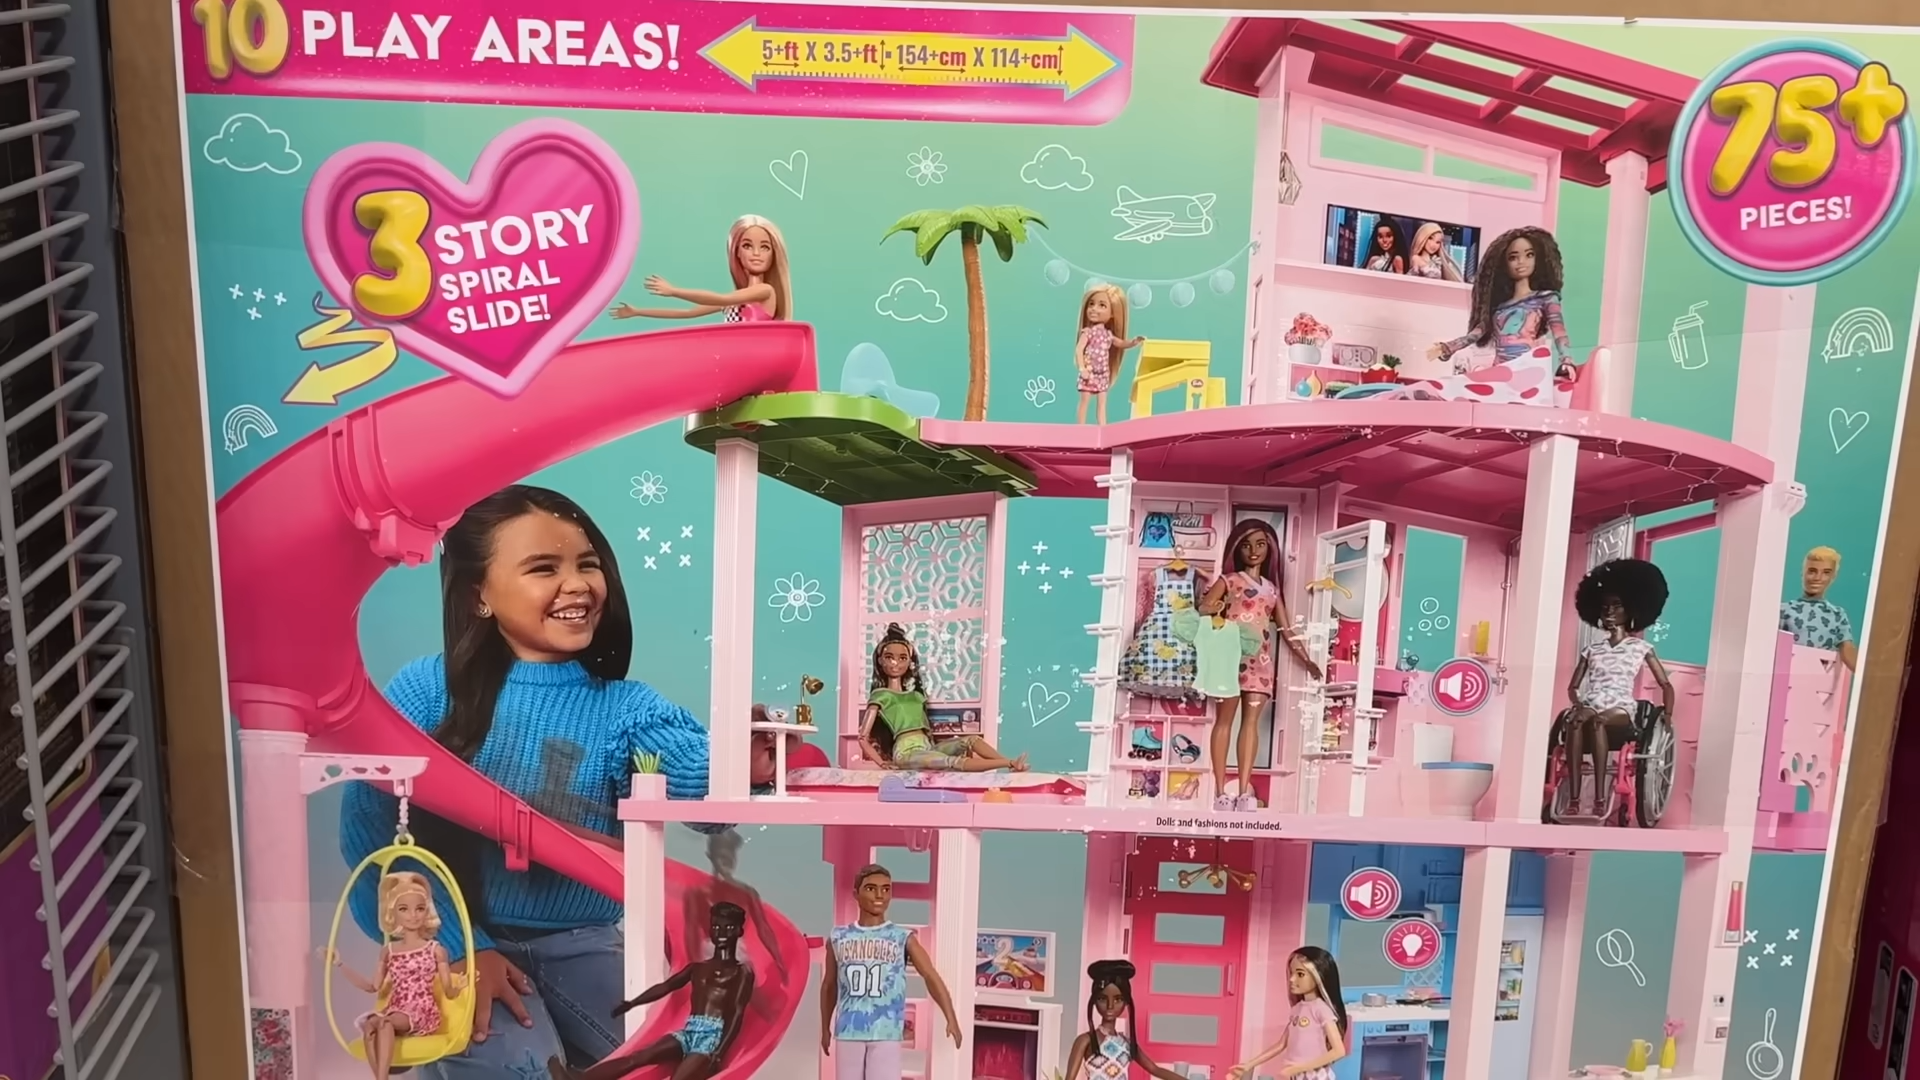 10 PLAY AREAS!
5+ft X 3.5+ft = 154+cm X 114+cm
75+
PIECES!
3 STORY
SPIRAL
SLIDE!
Dolls and fashions not included.
LOS ANGELES
01